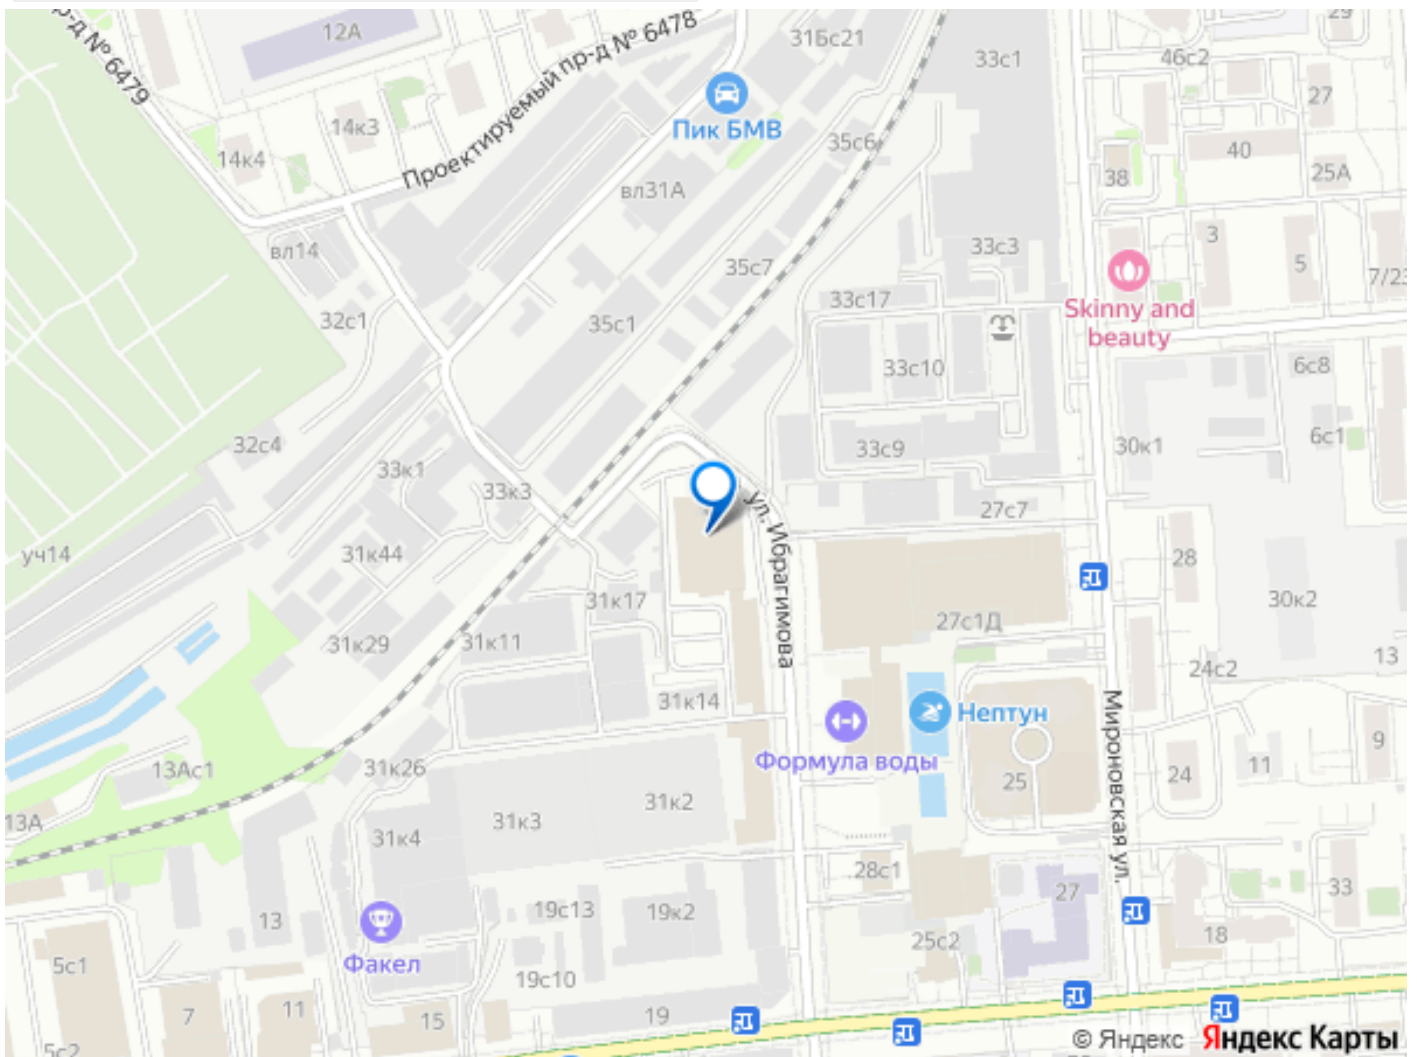 12А
29
31Бс21
33с1
46с2
пр-д № 6479
Проектируемый пр-д № 6478
27
Пик БМВ
14к3
35с6
40
14к4
38
25А
вл31А
3
вл14
33с3
5
35с7
7/23
33с17
Skinny and
beauty
32с1
35с1
6с8
33с10
32с4
33с9
30к1
6с1
33к1
33к3
ул. Ибрагимова
27с7
уч14
31к44
28
31к17
30к2
27с1Д
31к29
31к11
13
24с2
31к14
Мироновская ул.
Нептун
Формула воды
9
13Ас1
31к26
25
24
11
31к2
13А
31к3
31к4
28с1
27
33
13
19с13
19к2
18
25с2
Факел
5с1
19с10
7
11
15
19
5с2
© Яндекс Яндекс Карты